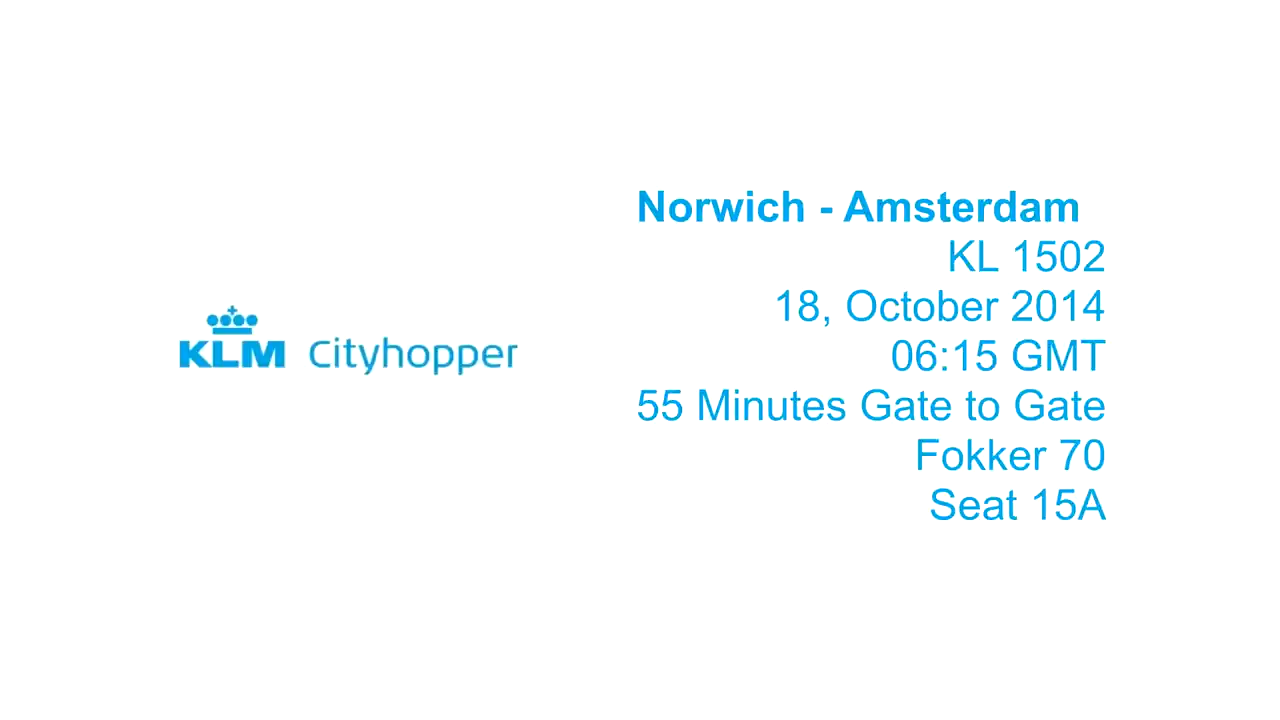 KLM Cityhopper
Norwich - Amsterdam
KL 1502
18, October 2014
06:15 GMT
55 Minutes Gate to Gate
Fokker 70
Seat 15A